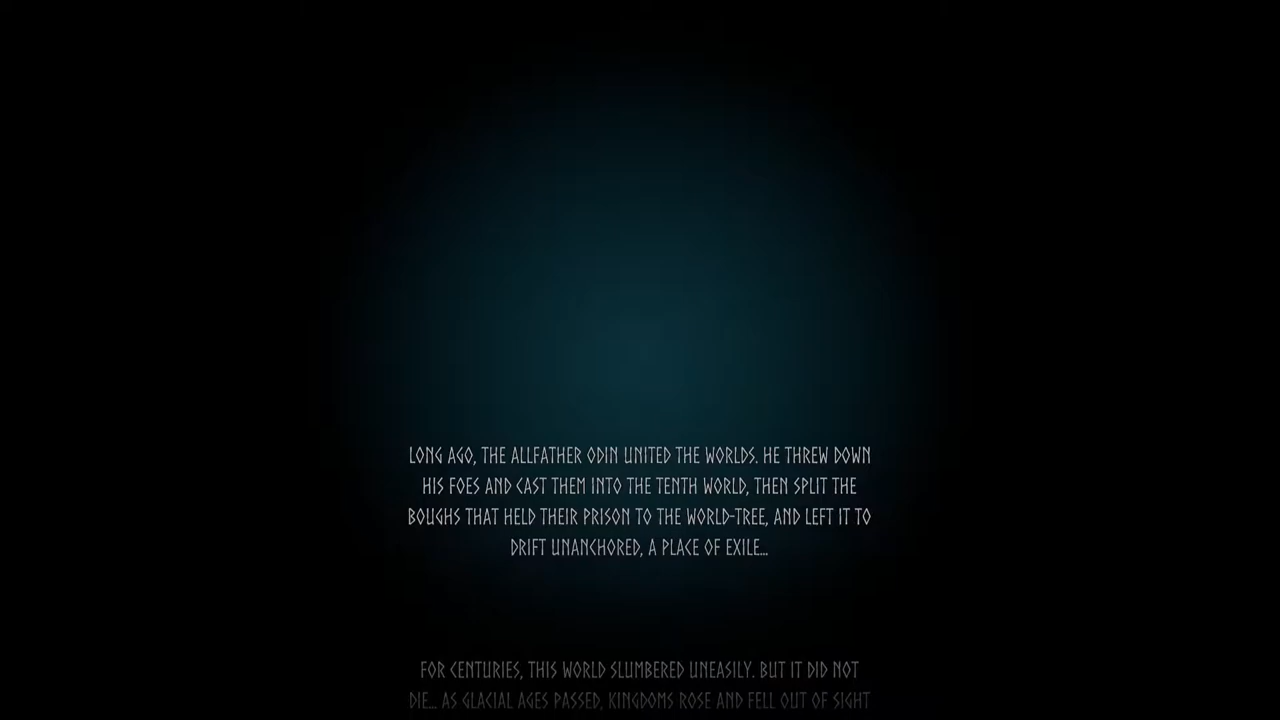 LONG AGO, THE ALLFATHER ODIN UNITED THE WORLDS. HE THREW DOWN
HIS FOES AND CAST THEM INTO THE TENTH WORLD, THEN SPLIT THE
BOUGHS THAT HELD THEIR PRISON TO THE WORLD-TREE, AND LEFT IT TO
DRIFT UNANCHORED, A PLACE OF EXILE...
FOR CENTURIES, THIS WORLD SLUMBERED UNEASILY. BUT IT DID NOT
DIE... AS GLACIAL AGES PASSED, KINGDOMS ROSE AND FELL OUT OF SIGHT